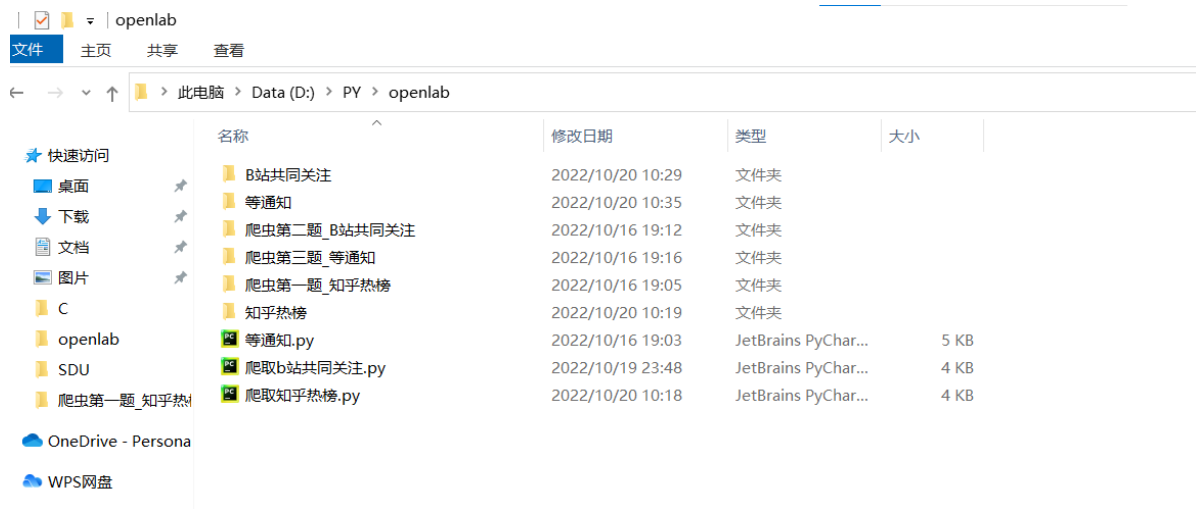 openlab
文件 主页 共享 查看
此电脑 Data (D:) PY openlab
名称 修改日期 类型 大小
快速访问
桌面
下载
文档
图片
C
openlab
SDU
爬虫第一题_知乎热
OneDrive - Persona
WPS网盘
B站共同关注 2022/10/20 10:29 文件夹
等通知 2022/10/20 10:35 文件夹
爬虫第二题_B站共同关注 2022/10/16 19:12 文件夹
爬虫第三题_等通知 2022/10/16 19:16 文件夹
爬虫第一题_知乎热榜 2022/10/16 19:05 文件夹
知乎热榜 2022/10/20 10:19 文件夹
等通知.py 2022/10/16 19:03 JetBrains PyChar... 5 KB
爬取b站共同关注.py 2022/10/19 23:48 JetBrains PyChar... 4 KB
爬取知乎热榜.py 2022/10/20 10:18 JetBrains PyChar... 4 KB